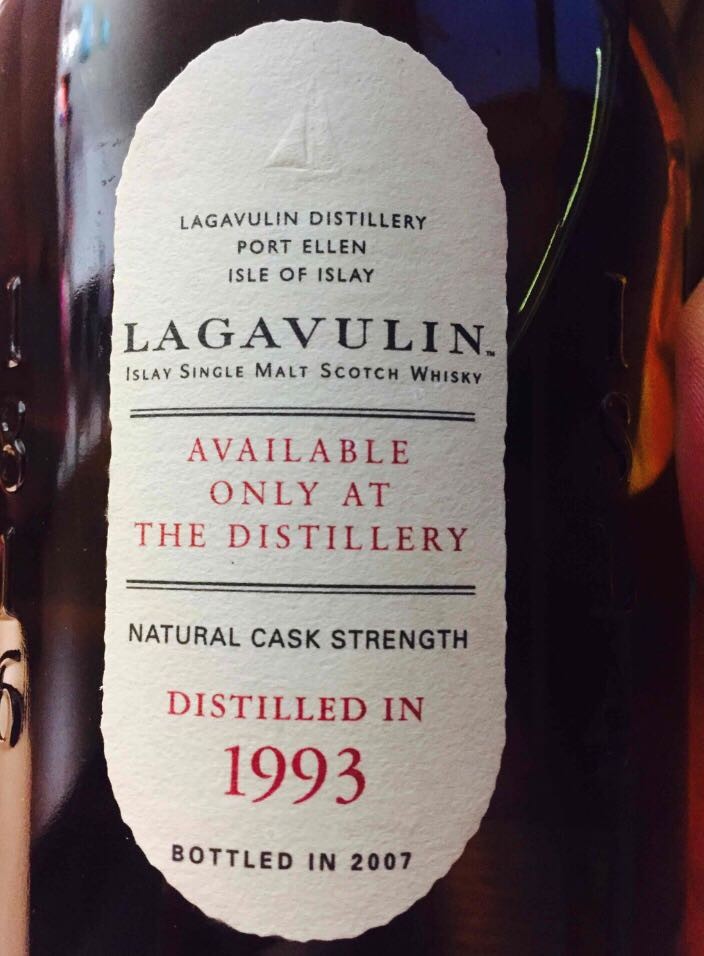 LAGAVULIN DISTILLERY
PORT ELLEN
ISLE OF ISLAY
LAGAVULIN™
ISLAY SINGLE MALT SCOTCH WHISKY
AVAILABLE
ONLY AT
THE DISTILLERY
NATURAL CASK STRENGTH
DISTILLED IN
1993
BOTTLED IN 2007